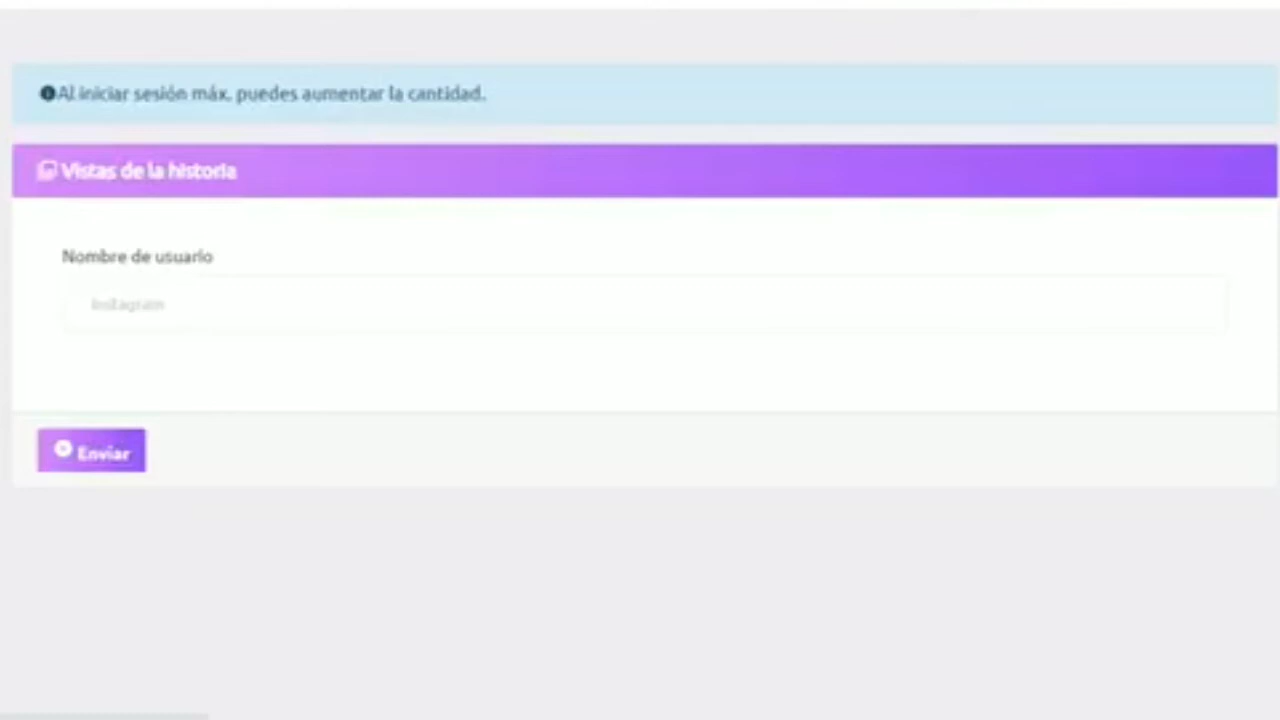 Al iniciar sesión máx. puedes aumentar la cantidad.
Vistas de la historia
Nombre de usuario
Instagram
Enviar